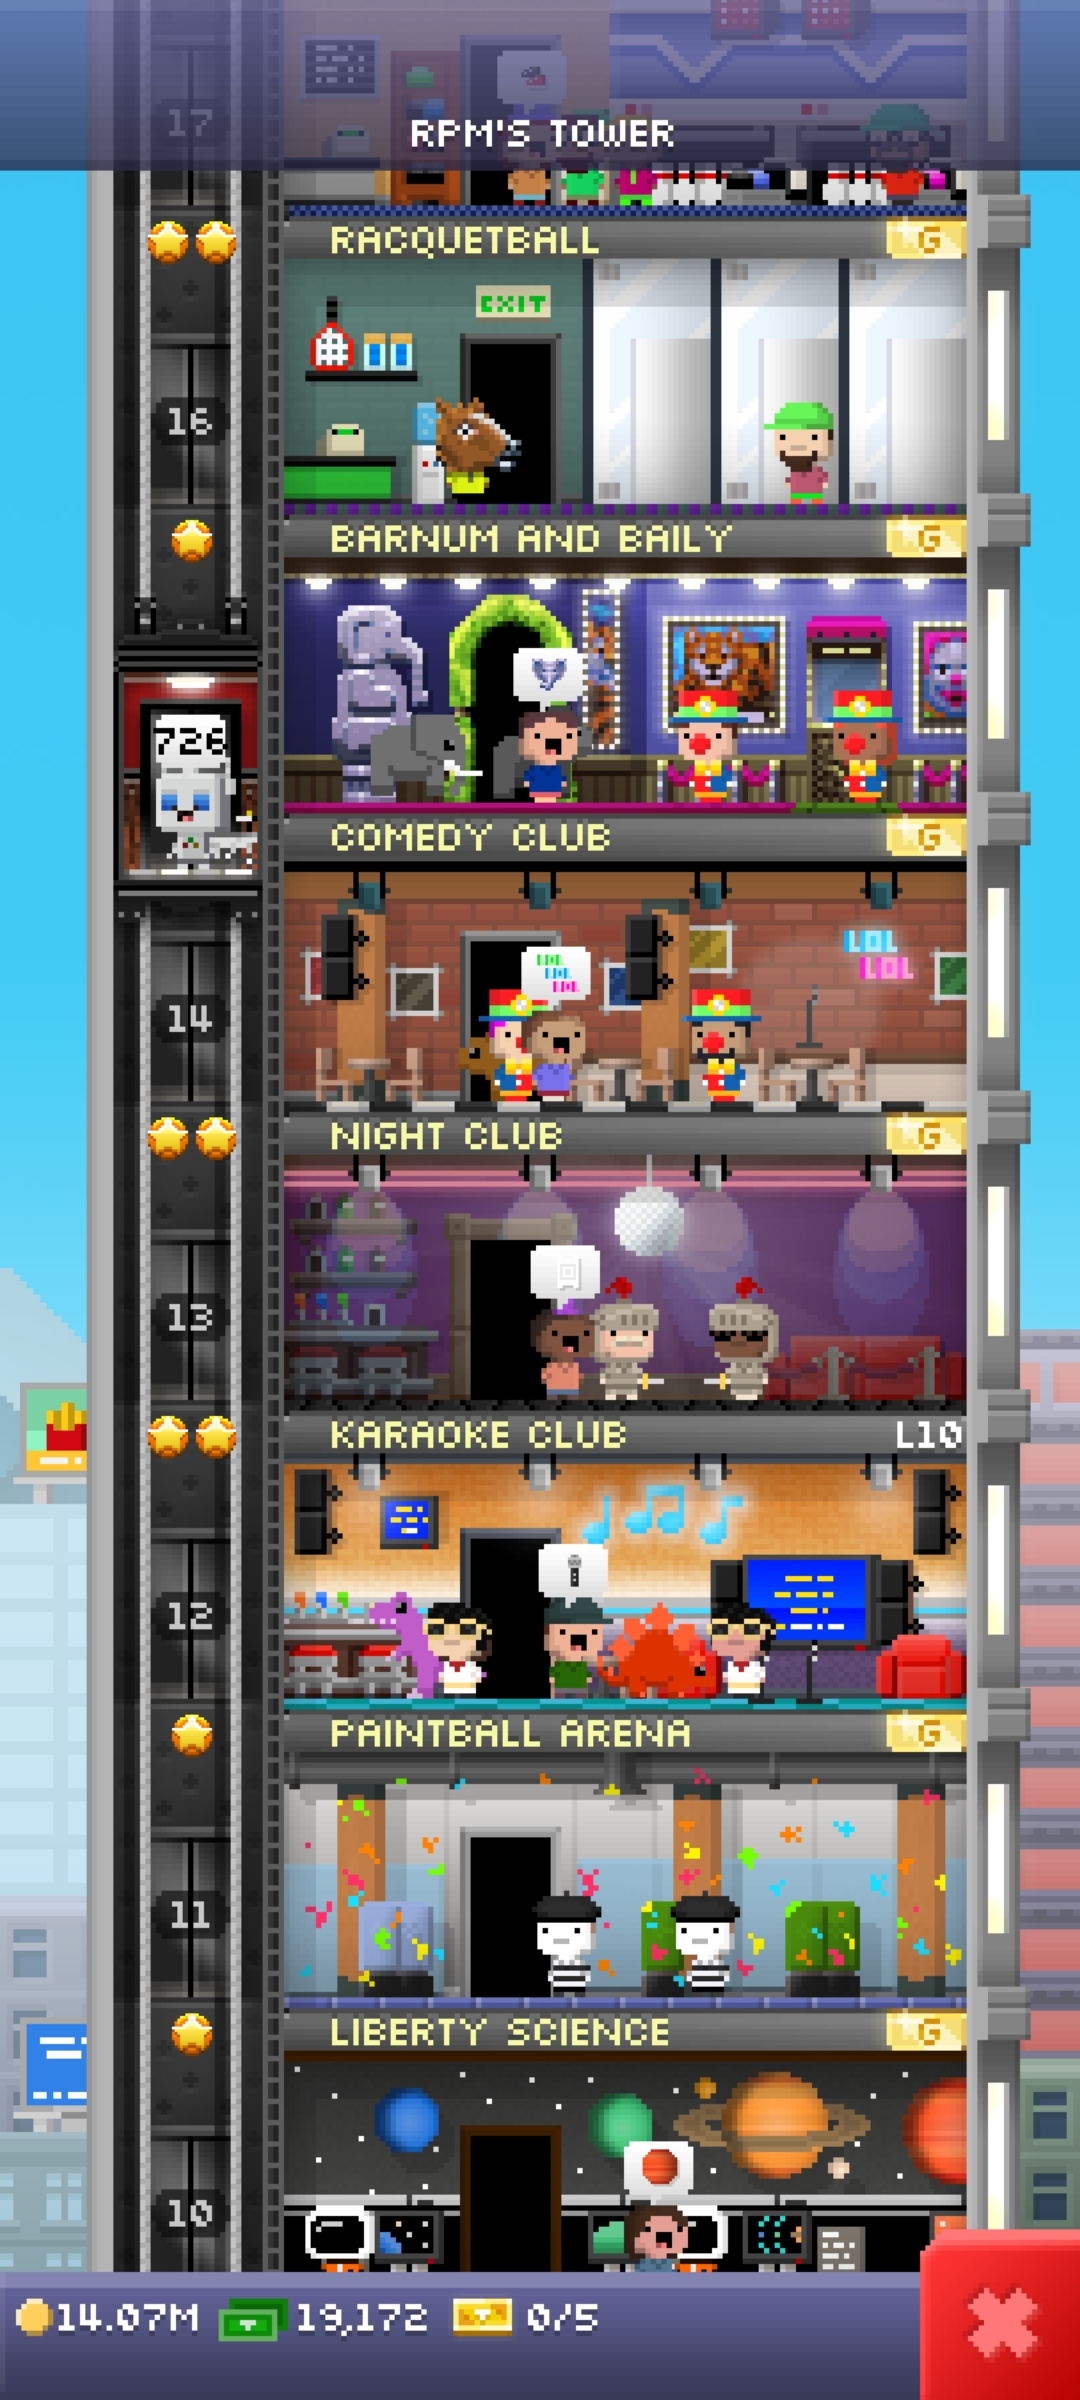 17
RPM'S TOWER
RACQUETBALL G
EXIT
16
BARNUM AND BAILY G
726
COMEDY CLUB G
LOL
LOL
LOL
LOL
LOL
14
NIGHT CLUB G
13
KARAOKE CLUB L10
12
PAINTBALL ARENA G
11
LIBERTY SCIENCE G
10
14.07M 19,172 0/5